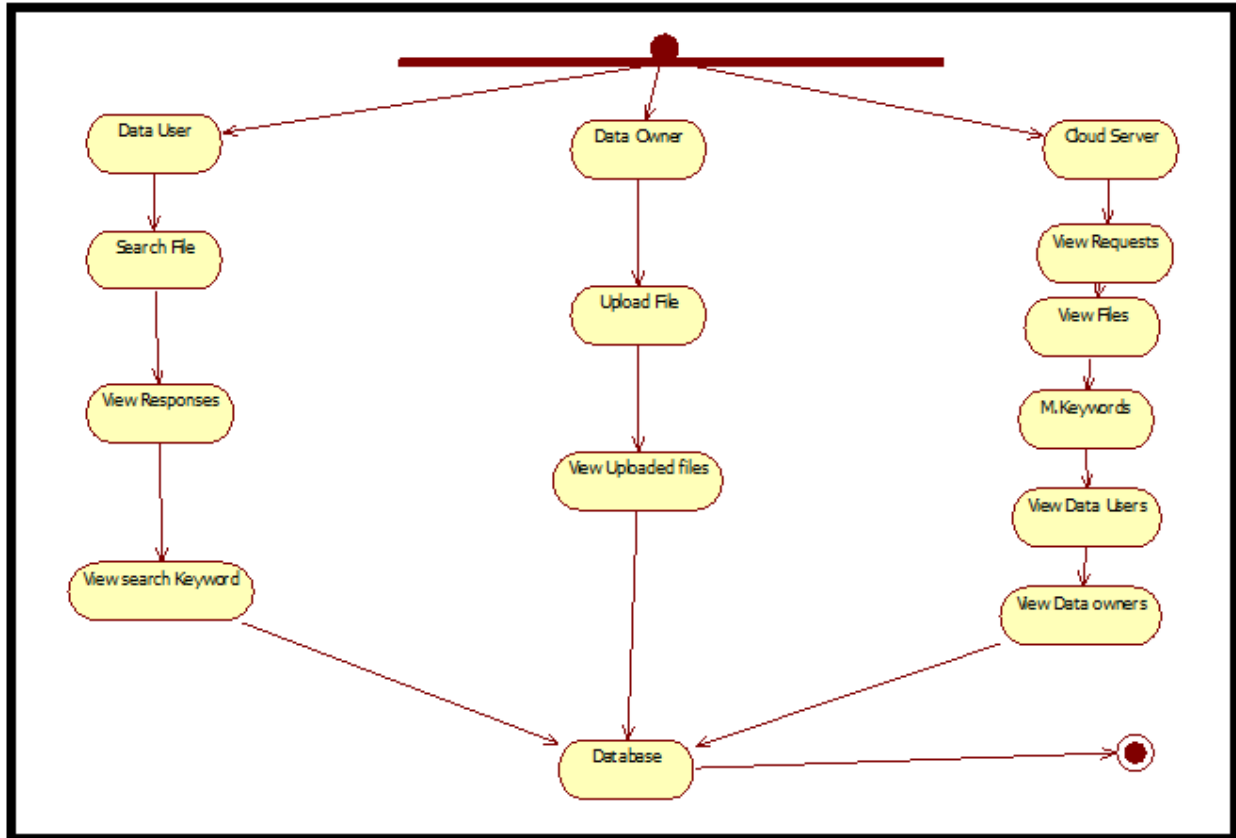 Data User
Data Owner
Cloud Server
Search File
View Requests
Upload File
View Files
View Responses
M.Keywords
View Uploaded files
View Data Users
View search Keyword
View Data owners
Database